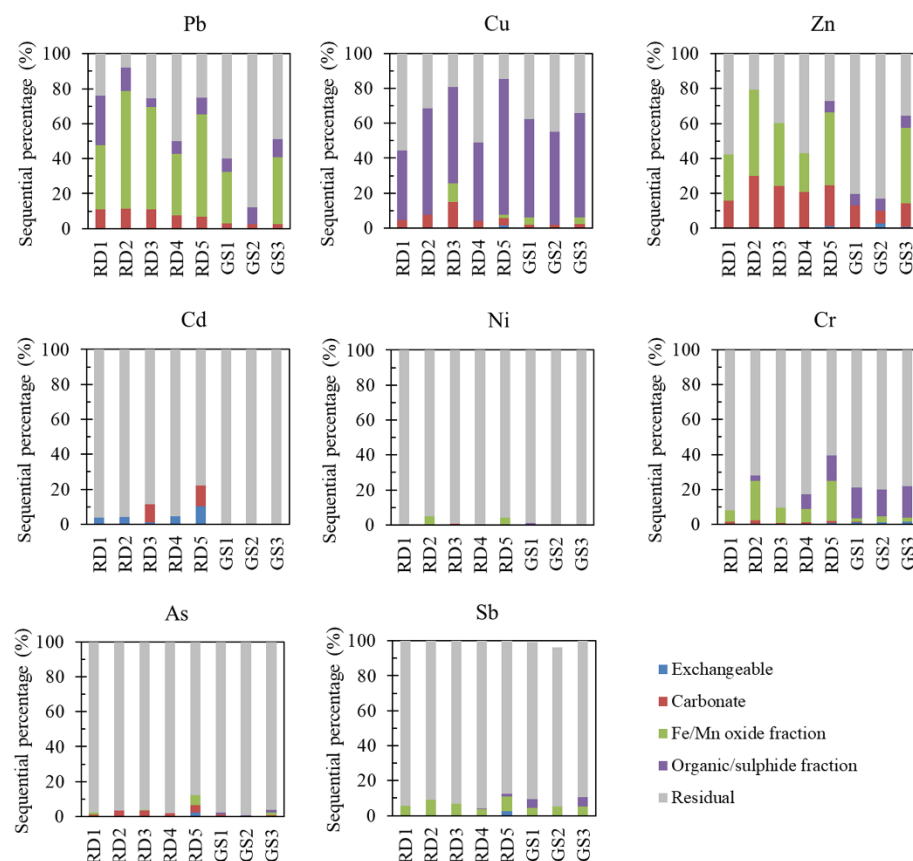 Pb
Sequential percentage (%)
100
80
60
40
20
0
RD1
RD2
RD3
RD4
RD5
GS1
GS2
GS3
Cu
Sequential percentage (%)
100
80
60
40
20
0
RD1
RD2
RD3
RD4
RD5
GS1
GS2
GS3
Zn
Sequential percentage (%)
100
80
60
40
20
0
RD1
RD2
RD3
RD4
RD5
GS1
GS2
GS3
Cd
Sequential percentage (%)
100
80
60
40
20
0
RD1
RD2
RD3
RD4
RD5
GS1
GS2
GS3
Ni
Sequential percentage (%)
100
80
60
40
20
0
RD1
RD2
RD3
RD4
RD5
GS1
GS2
GS3
Cr
Sequential percentage (%)
100
80
60
40
20
0
RD1
RD2
RD3
RD4
RD5
GS1
GS2
GS3
As
Sequential percentage (%)
100
80
60
40
20
0
RD1
RD2
RD3
RD4
RD5
GS1
GS2
GS3
Sb
Sequential percentage (%)
100
80
60
40
20
0
RD1
RD2
RD3
RD4
RD5
GS1
GS2
GS3
Exchangeable
Carbonate
Fe/Mn oxide fraction
Organic/sulphide fraction
Residual